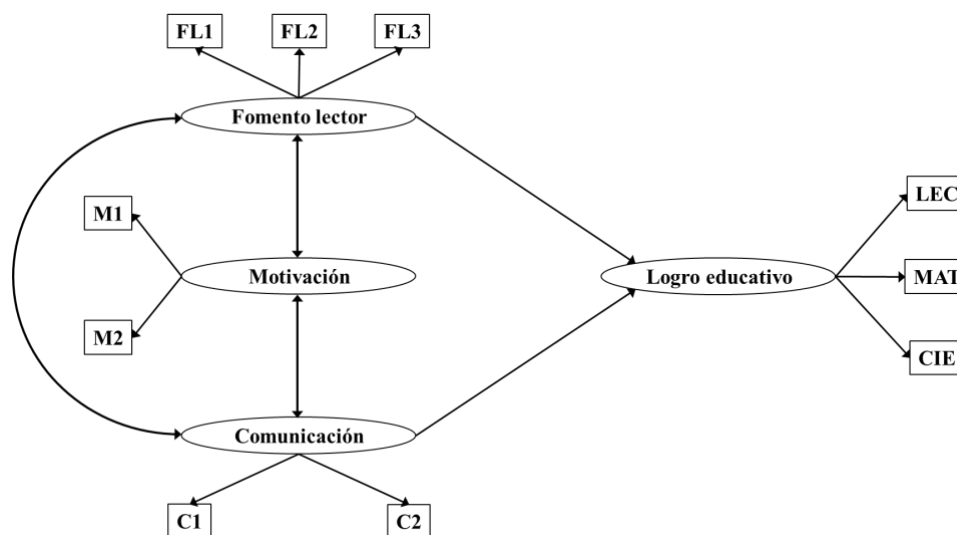 FL1 FL2 FL3
Fomento lector
M1
LEC
Motivación
Logro educativo
MAT
M2
CIE
Comunicación
C1 C2